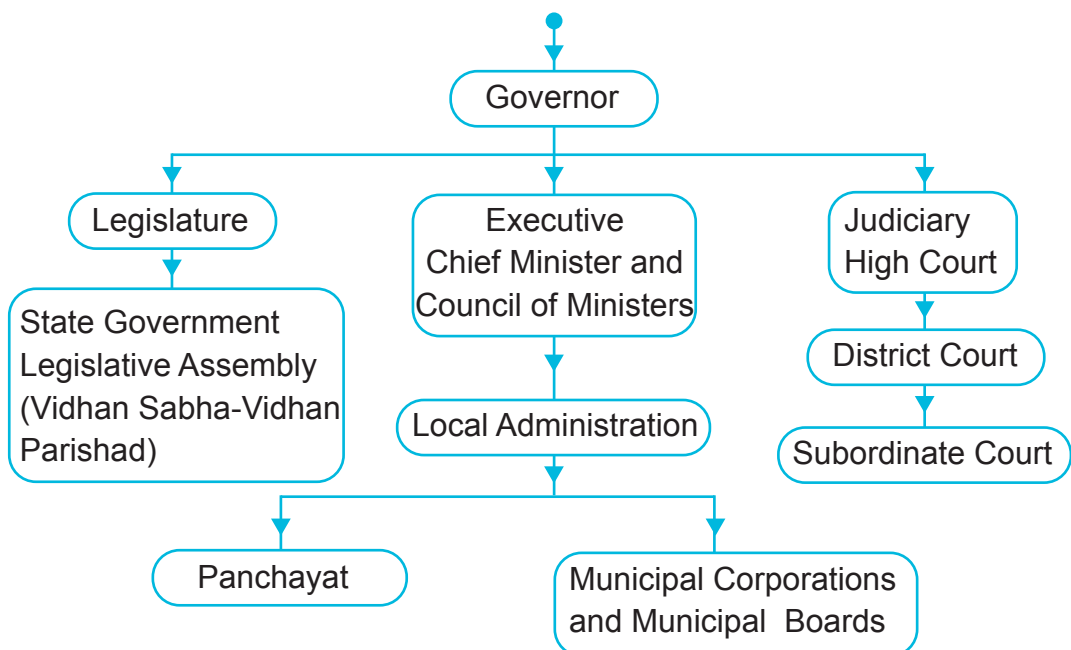 Governor
Legislature
Executive
Chief Minister and
Council of Ministers
Judiciary
High Court
State Government
Legislative Assembly
(Vidhan Sabha-Vidhan
Parishad)
Local Administration
District Court
Subordinate Court
Panchayat
Municipal Corporations
and Municipal Boards